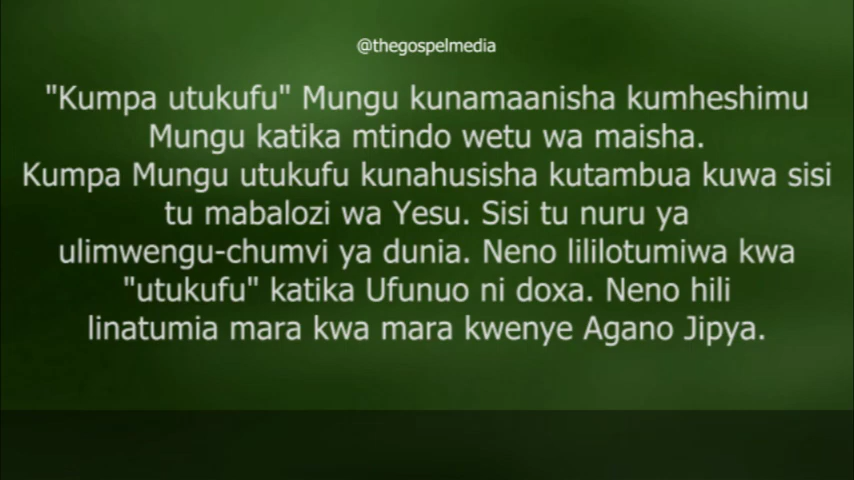 @thegospelmedia
"Kumpa utukufu" Mungu kunamaanisha kumheshimu
Mungu katika mtindo wetu wa maisha.
Kumpa Mungu utukufu kunahusisha kutambua kuwa sisi
tu mabalozi wa Yesu. Sisi tu nuru ya
ulimwengu-chumvi ya dunia. Neno lililotumiwa kwa
"utukufu" katika Ufunuo ni doxa. Neno hili
linatumia mara kwa mara kwenye Agano Jipya.